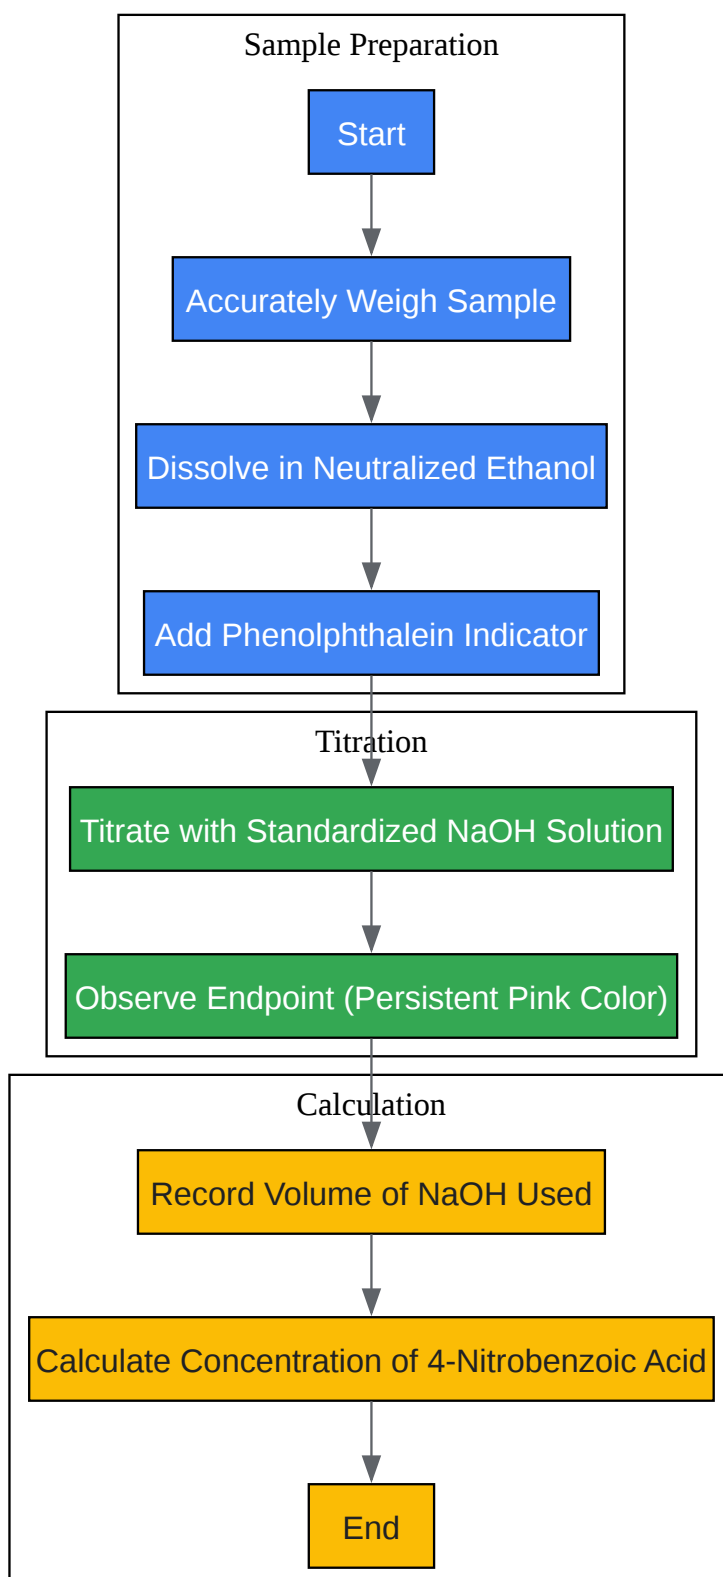 Sample Preparation
Start
Accurately Weigh Sample
Dissolve in Neutralized Ethanol
Add Phenolphthalein Indicator
Titration
Titrate with Standardized NaOH Solution
Observe Endpoint (Persistent Pink Color)
Calculation
Record Volume of NaOH Used
Calculate Concentration of 4-Nitrobenzoic Acid
End